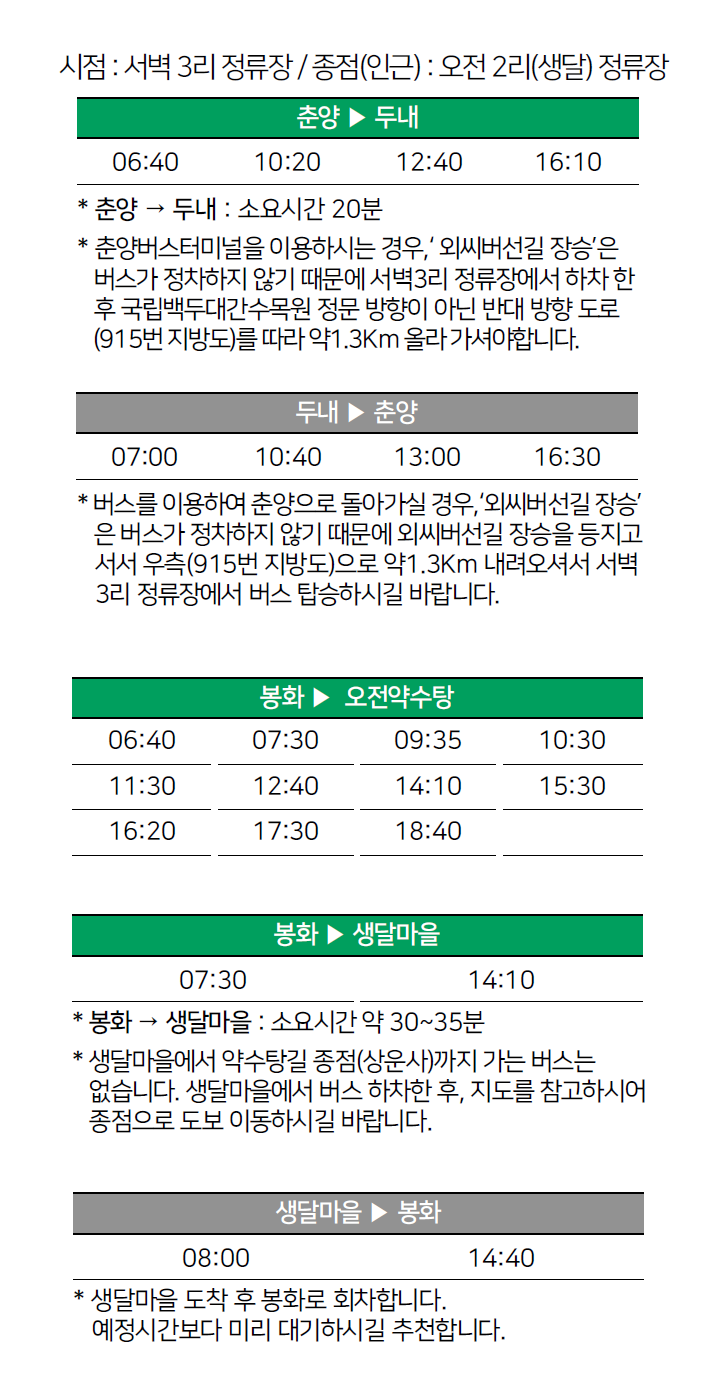 시점 : 서벽 3리 정류장 / 종점(인근) : 오전 2리(생달) 정류장
춘양 ▶ 두내
06:40 10:20 12:40 16:10
* 춘양 → 두내 : 소요시간 20분
* 춘양버스터미널을 이용하시는 경우, ‘ 외씨버선길 장승’은
버스가 정차하지 않기 때문에 서벽3리 정류장에서 하차 한
후 국립백두대간수목원 정문 방향이 아닌 반대 방향 도로
(915번 지방도)를 따라 약1.3Km 올라 가셔야합니다.
두내 ▶ 춘양
07:00 10:40 13:00 16:30
* 버스를 이용하여 춘양으로 돌아가실 경우, ‘외씨버선길 장승’
은 버스가 정차하지 않기 때문에 외씨버선길 장승을 등지고
서서 우측(915번 지방도)으로 약1.3Km 내려오셔서 서벽
3리 정류장에서 버스 탑승하시길 바랍니다.
봉화 ▶ 오전약수탕
06:40 07:30 09:35 10:30
11:30 12:40 14:10 15:30
16:20 17:30 18:40
봉화 ▶ 생달마을
07:30 14:10
* 봉화 → 생달마을 : 소요시간 약 30~35분
* 생달마을에서 약수탕길 종점(상운사)까지 가는 버스는
없습니다. 생달마을에서 버스 하차한 후, 지도를 참고하시어
종점으로 도보 이동하시길 바랍니다.
생달마을 ▶ 봉화
08:00 14:40
* 생달마을 도착 후 봉화로 회차합니다.
예정시간보다 미리 대기하시길 추천합니다.